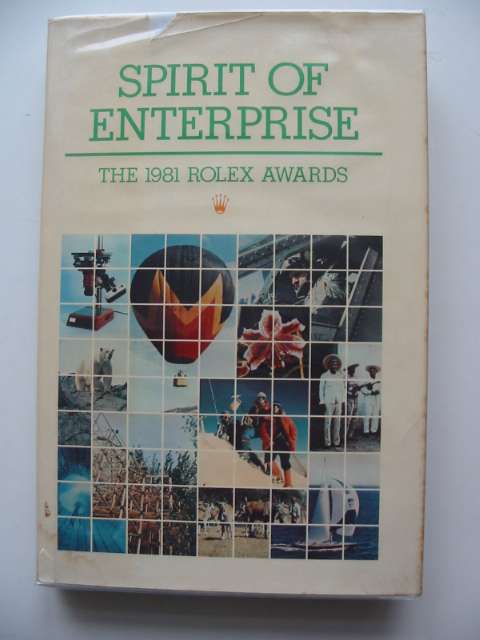 SPIRIT OF
ENTERPRISE
THE 1981 ROLEX AWARDS